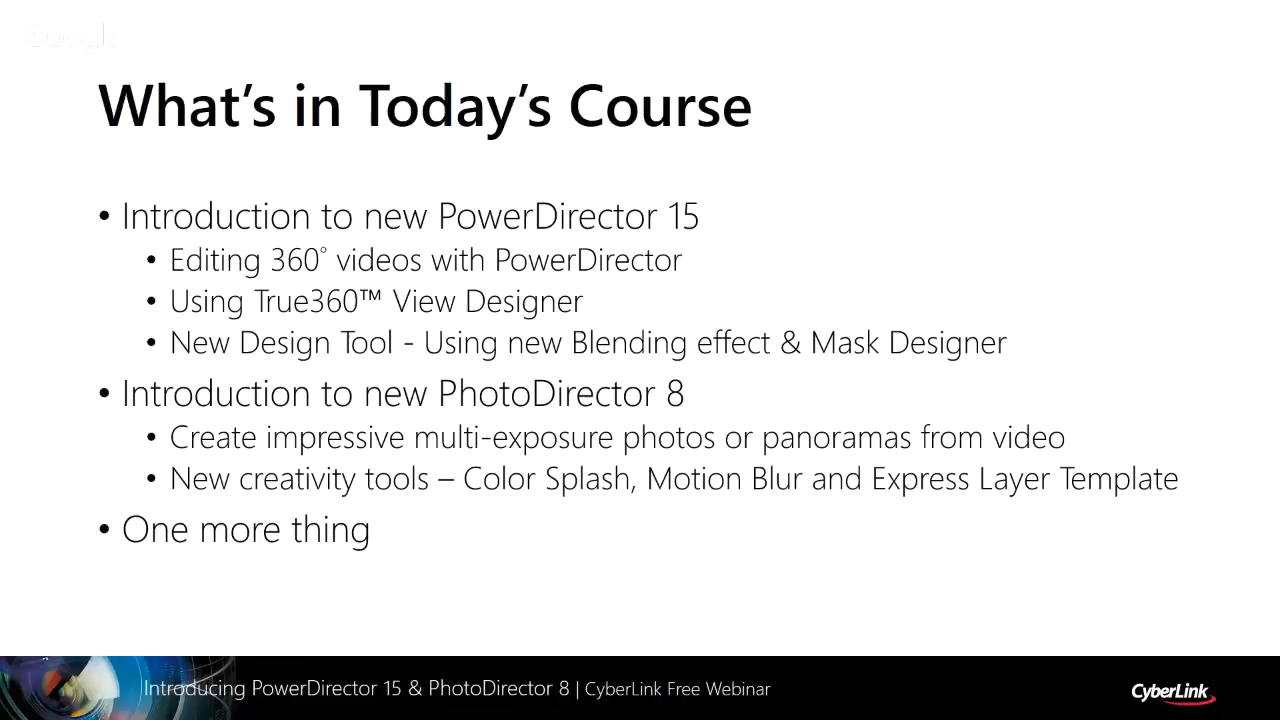 What's in Today's Course
• Introduction to new PowerDirector 15
• Editing 360° videos with PowerDirector
• Using True360™ View Designer
• New Design Tool - Using new Blending effect & Mask Designer
• Introduction to new PhotoDirector 8
• Create impressive multi-exposure photos or panoramas from video
• New creativity tools – Color Splash, Motion Blur and Express Layer Template
• One more thing
Introducing PowerDirector 15 & PhotoDirector 8 | CyberLink Free Webinar
CyberLink